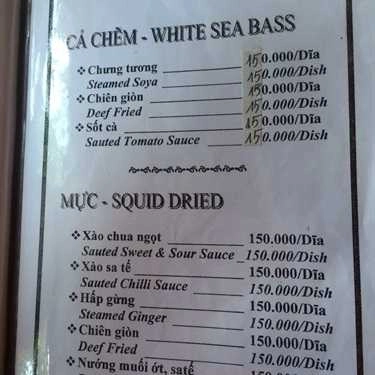 CÁ CHẼM - WHITE SEA BASS
❖ Chưng tương 150.000/Dĩa
Steamed Soya 150.000/Dish
❖ Chiên giòn 150.000/Dĩa
Deef Fried 150.000/Dish
❖ Sốt cà 150.000/Dĩa
Sauted Tomato Sauce 150.000/Dish
MỰC - SQUID DRIED
❖ Xào chua ngọt 150.000/Dĩa
Sauted Sweet & Sour Sauce 150.000/Dish
❖ Xào sa tế 150.000/Dĩa
Sauted Chilli Sauce 150.000/Dish
❖ Hấp gừng 150.000/Dĩa
Steamed Ginger 150.000/Dish
❖ Chiên giòn 150.000/Dĩa
Deef Fried 150.000/Dish
❖ Nướng muối ớt, satế 150.000/Dĩa